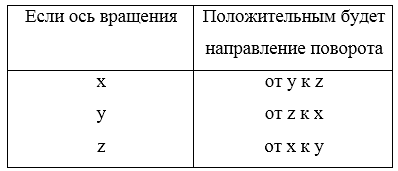 Если ось вращения Положительным будет
направление поворота
x от y к z
y от z к x
z от x к y